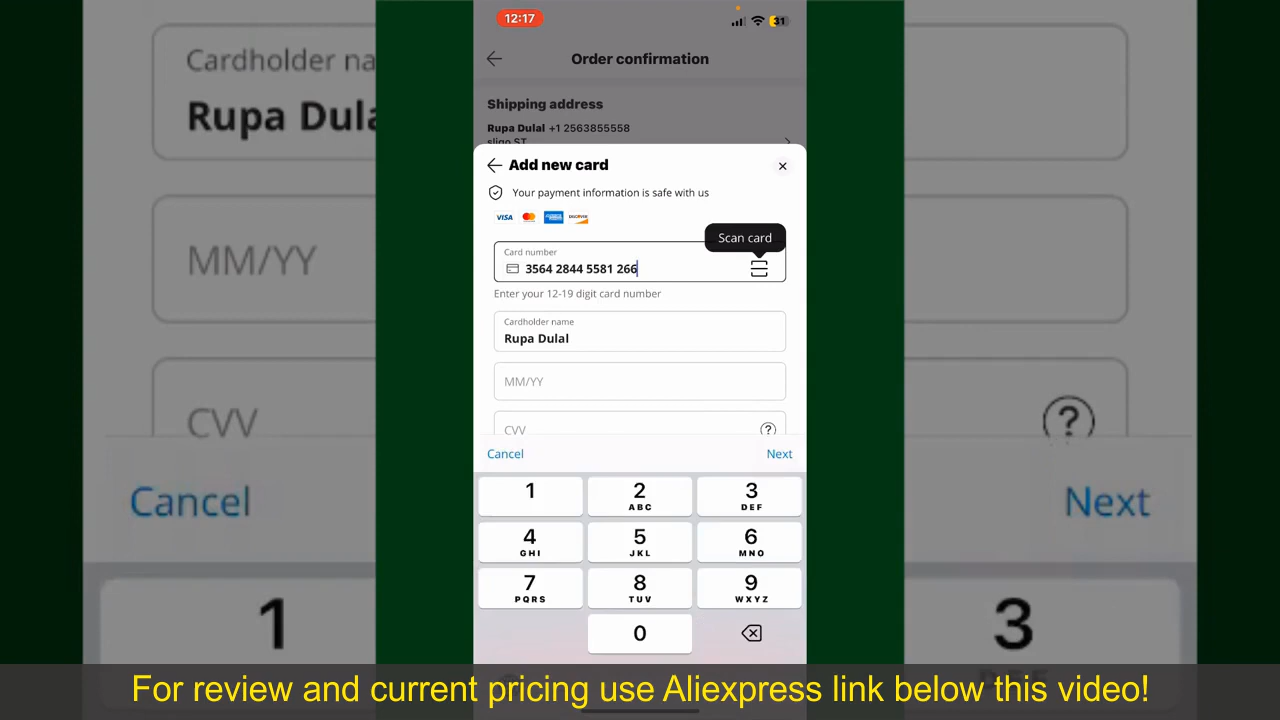 12:17
31
Order confirmation
Shipping address
Rupa Dulal +1 2563855558
sligo ST
Add new card
Your payment information is safe with us
VISA
DISCOVER
Scan card
Card number
3564 2844 5581 266
Enter your 12-19 digit card number
Cardholder name
Rupa Dulal
MM/YY
CVV
?
Cancel
Next
1
2 ABC
3 DEF
4 GHI
5 JKL
6 MNO
7 PQRS
8 TUV
9 WXYZ
0
Cardholder na
Rupa Dula
MM/YY
CVV
?
Cancel
Next
1
3
For review and current pricing use Aliexpress link below this video!